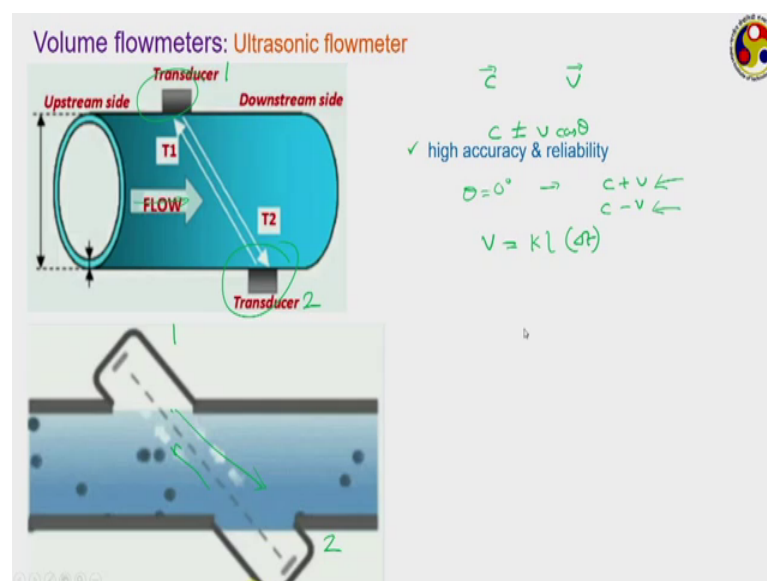 Volume flowmeters: Ultrasonic flowmeter
Transducer 1
Upstream side
Downstream side
T1
FLOW
T2
Transducer 2
1
2
c⃗ v⃗
c ± v cosθ
✓ high accuracy & reliability
θ=0° → c+v ←
c-v ←
v = kl (Δt)